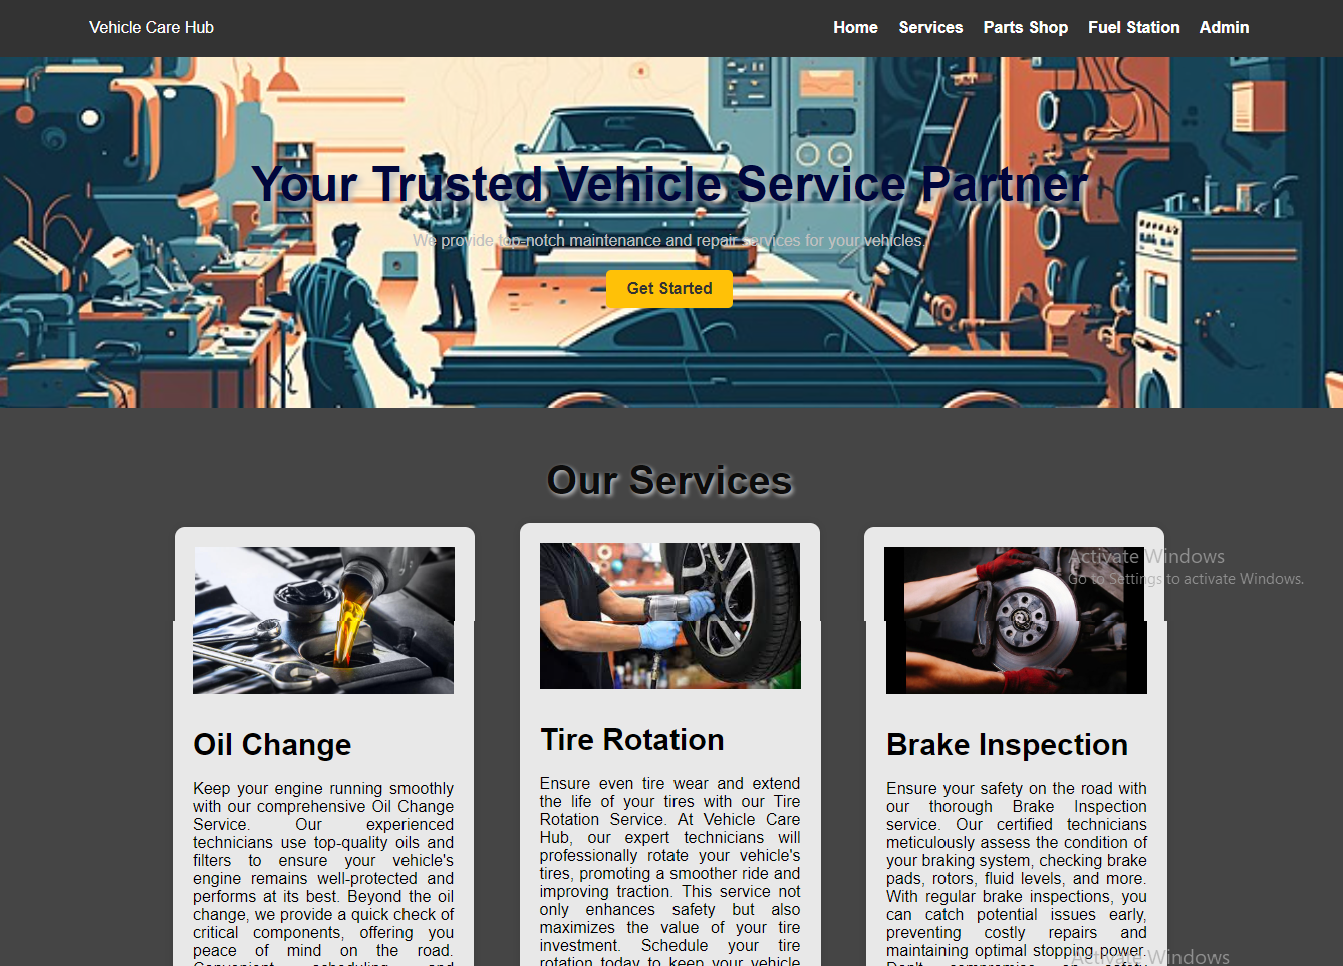 Vehicle Care Hub
Home Services Parts Shop Fuel Station Admin
Your Trusted Vehicle Service Partner
We provide top-notch maintenance and repair services for your vehicles.
Get Started
Our Services
Activate Windows
Go to Settings to activate Windows.
Oil Change
Keep your engine running smoothly
with our comprehensive Oil Change
Service. Our experienced
technicians use top-quality oils and
filters to ensure your vehicle's
engine remains well-protected and
performs at its best. Beyond the oil
change, we provide a quick check of
critical components, offering you
peace of mind on the road.
Convenient scheduling and
Tire Rotation
Ensure even tire wear and extend
the life of your tires with our Tire
Rotation Service. At Vehicle Care
Hub, our expert technicians will
professionally rotate your vehicle's
tires, promoting a smoother ride and
improving traction. This service not
only enhances safety but also
maximizes the value of your tire
investment. Schedule your tire
rotation today to keep your vehicle
Brake Inspection
Ensure your safety on the road with
our thorough Brake Inspection
service. Our certified technicians
meticulously assess the condition of
your braking system, checking brake
pads, rotors, fluid levels, and more.
With regular brake inspections, you
can catch potential issues early,
preventing costly repairs and
maintaining optimal stopping power.
Don't compromise on safety
Activate Windows